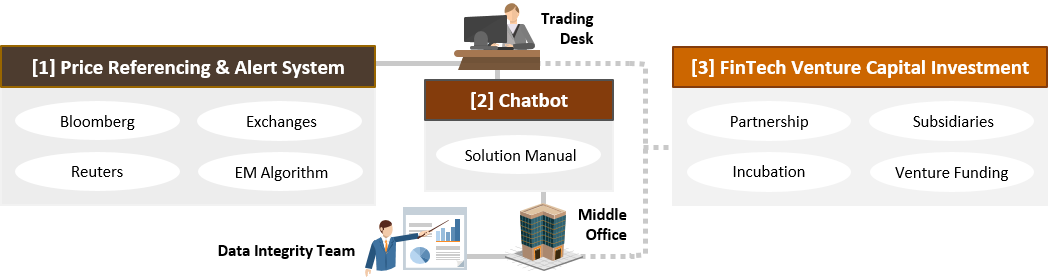 Trading
Desk
[1] Price Referencing & Alert System
[3] FinTech Venture Capital Investment
[2] Chatbot
Bloomberg
Exchanges
Partnership
Subsidiaries
Solution Manual
Reuters
EM Algorithm
Incubation
Venture Funding
Middle
Office
Data Integrity Team